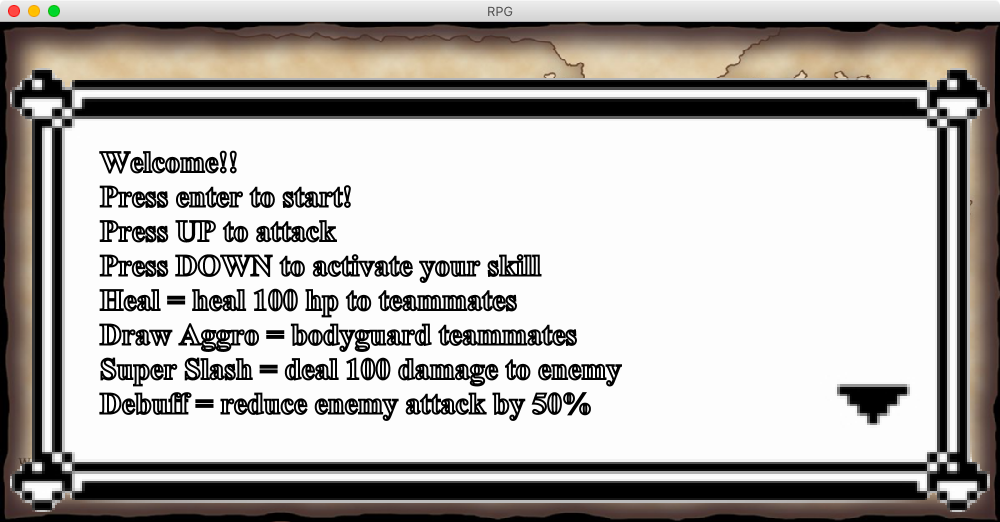 RPG
Welcome!!
Press enter to start!
Press UP to attack
Press DOWN to activate your skill
Heal = heal 100 hp to teammates
Draw Aggro = bodyguard teammates
Super Slash = deal 100 damage to enemy
Debuff = reduce enemy attack by 50%